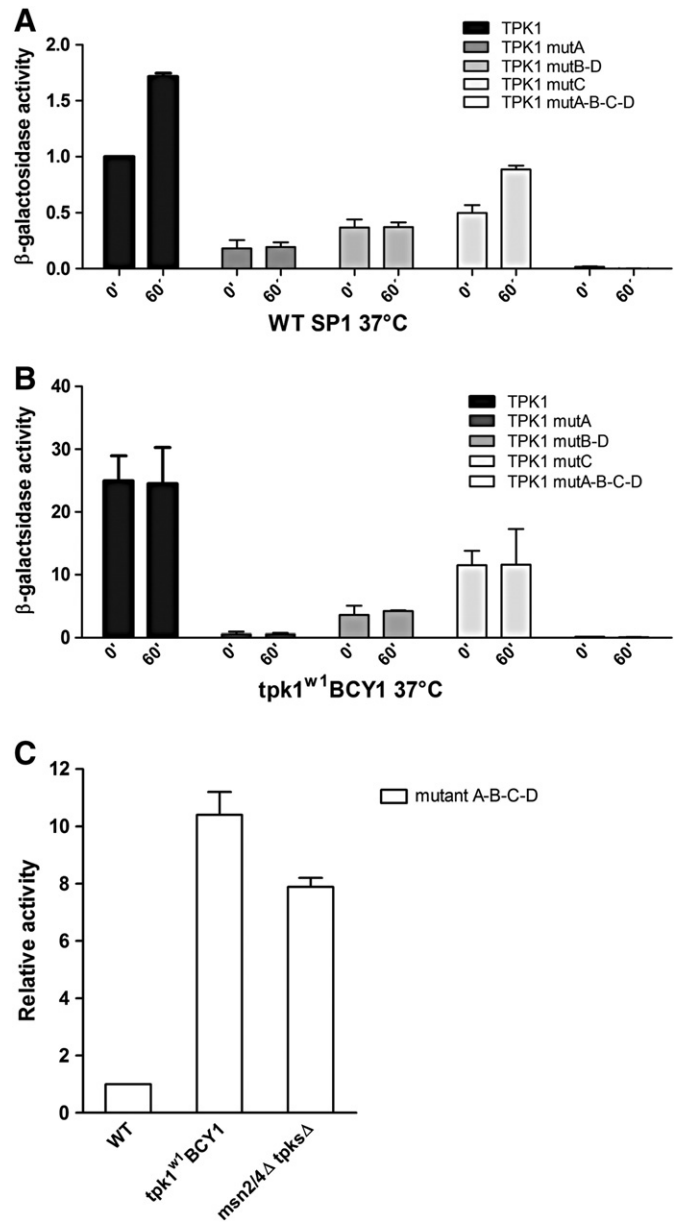 A
TPK1
TPK1 mutA
TPK1 mutB-D
TPK1 mutC
TPK1 mutA-B-C-D
β-galactosidase activity
2.0
1.5
1.0
0.5
0.0
0' 60' 0' 60' 0' 60' 0' 60' 0' 60'
WT SP1 37°C
B
TPK1
TPK1 mutA
TPK1 mutB-D
TPK1 mutC
TPK1 mutA-B-C-D
β-galactsidase activity
40
30
20
10
0
0' 60' 0' 60' 0' 60' 0' 60' 0' 60'
tpk1ʷ¹BCY1 37°C
C
mutant A-B-C-D
Relative activity
12
10
8
6
4
2
0
WT
tpk1ʷ¹BCY1
msn2/4Δ tpksΔ